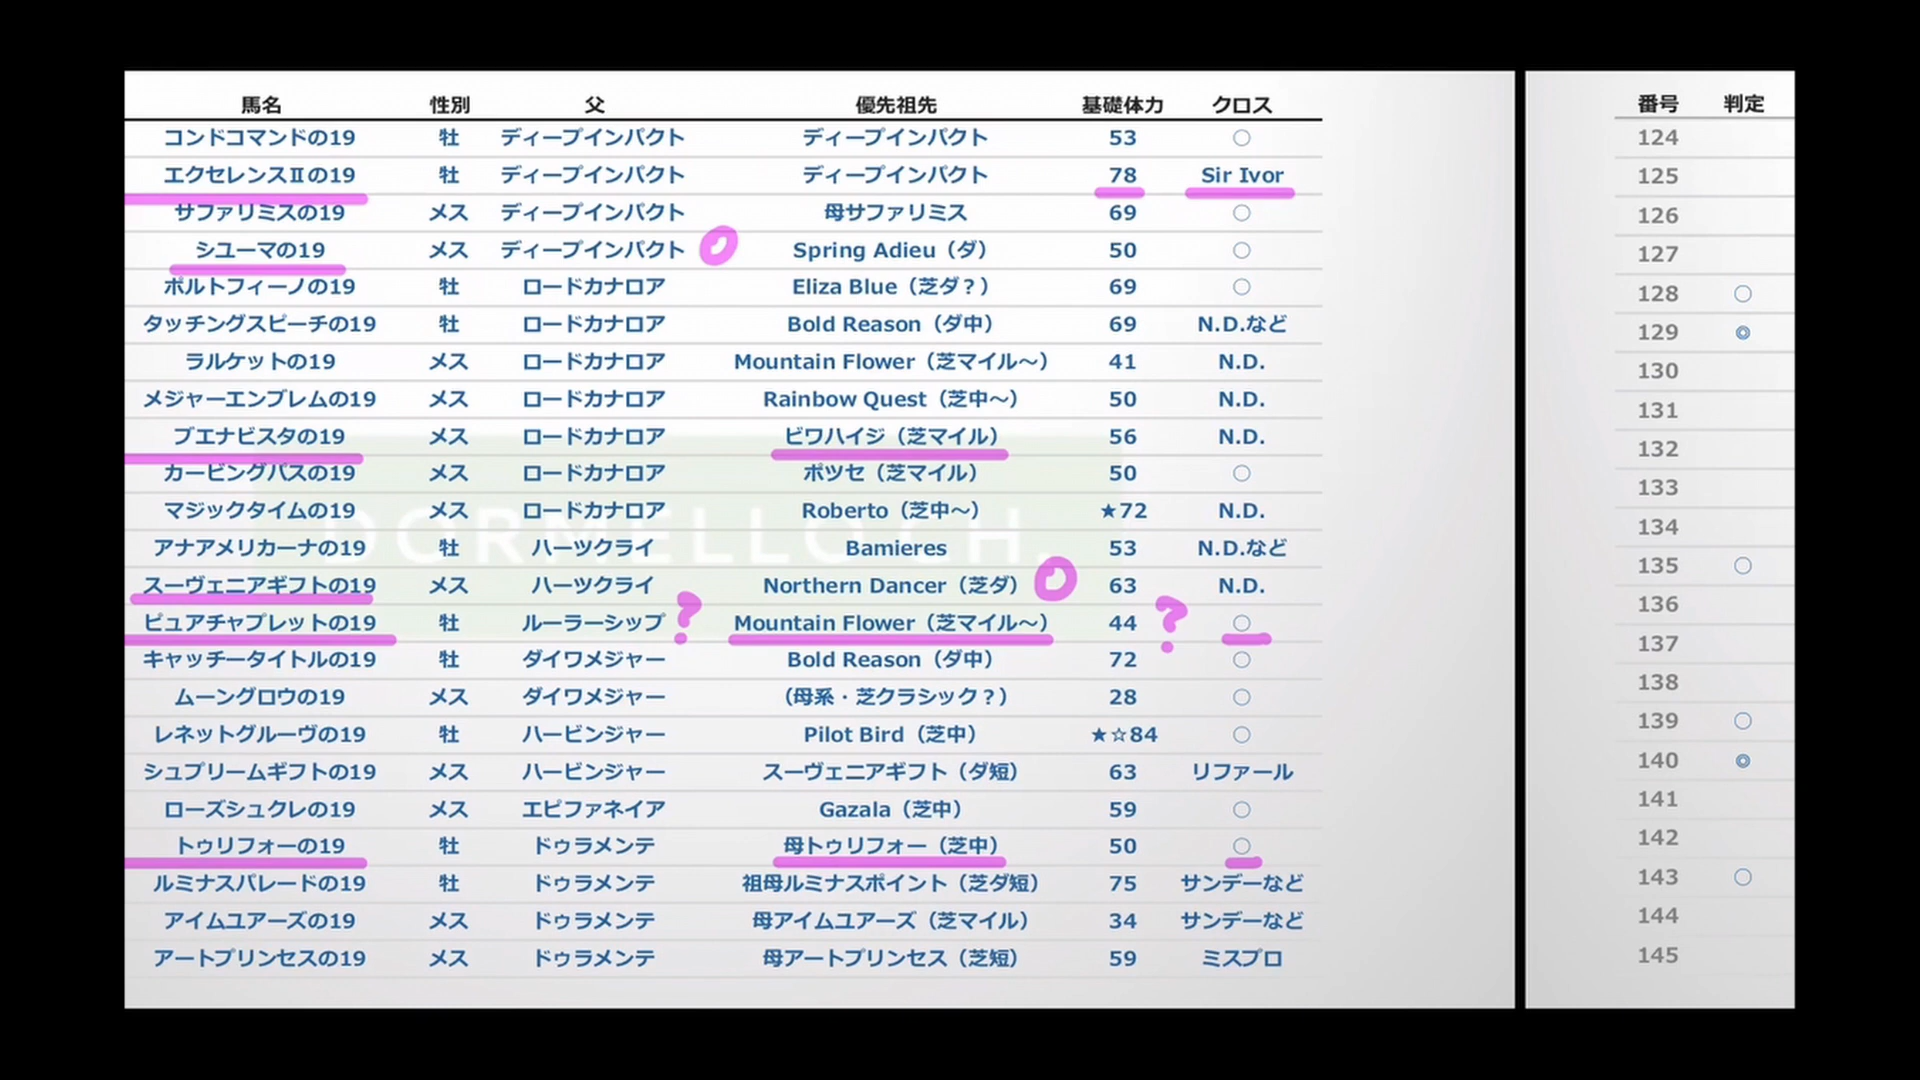 馬名 性別 父 優先祖先 基礎体力 クロス
コンドコマンドの19 牡 ディープインパクト ディープインパクト 53 ○
エクセレンスⅡの19 牡 ディープインパクト ディープインパクト 78 Sir Ivor
サファリミスの19 メス ディープインパクト 母サファリミス 69 ○
シユーマの19 メス ディープインパクト Spring Adieu（ダ） 50 ○
ポルトフィーノの19 牡 ロードカナロア Eliza Blue（芝ダ？） 69 ○
タッチングスピーチの19 牡 ロードカナロア Bold Reason（ダ中） 69 N.D.など
ラルケットの19 メス ロードカナロア Mountain Flower（芝マイル～） 41 N.D.
メジャーエンブレムの19 メス ロードカナロア Rainbow Quest（芝中～） 50 N.D.
ブエナビスタの19 メス ロードカナロア ビワハイジ（芝マイル） 56 N.D.
カービングパスの19 メス ロードカナロア ポツセ（芝マイル） 50 ○
マジックタイムの19 メス ロードカナロア Roberto（芝中～） ★72 N.D.
アナアメリカーナの19 牡 ハーツクライ Bamieres 53 N.D.など
スーヴェニアギフトの19 メス ハーツクライ Northern Dancer（芝ダ） 63 N.D.
ピュアチャプレットの19 牡 ルーラーシップ ? Mountain Flower（芝マイル～） 44 ? ○
キャッチータイトルの19 牡 ダイワメジャー Bold Reason（ダ中） 72 ○
ムーングロウの19 メス ダイワメジャー （母系・芝クラシック？） 28 ○
レネットグルーヴの19 牡 ハービンジャー Pilot Bird（芝中） ★☆84 ○
シュプリームギフトの19 メス ハービンジャー スーヴェニアギフト（ダ短） 63 リファール
ローズシュクレの19 メス エピファネイア Gazala（芝中） 59 ○
トゥリフォーの19 牡 ドゥラメンテ 母トゥリフォー（芝中） 50 ○
ルミナスパレードの19 牡 ドゥラメンテ 祖母ルミナスポイント（芝ダ短） 75 サンデーなど
アイムユアーズの19 メス ドゥラメンテ 母アイムユアーズ（芝マイル） 34 サンデーなど
アートプリンセスの19 メス ドゥラメンテ 母アートプリンセス（芝短） 59 ミスプロ
DORMELLOCH.
番号 判定
124
125
126
127
128 ○
129 ◎
130
131
132
133
134
135 ○
136
137
138
139 ○
140 ◎
141
142
143 ○
144
145